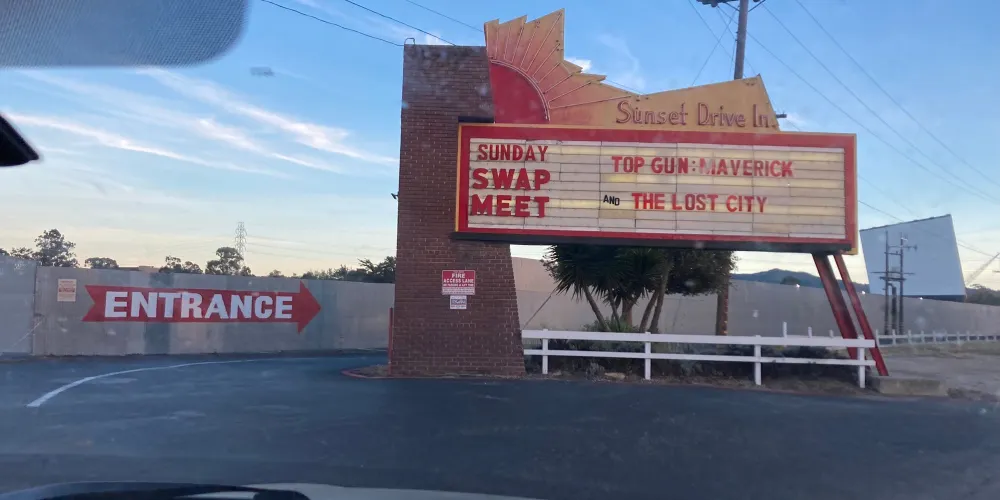 Sunset Drive In
SUNDAY
SWAP
MEET
TOP GUN: MAVERICK
AND THE LOST CITY
ENTRANCE
FIRE
ACCESS LANE